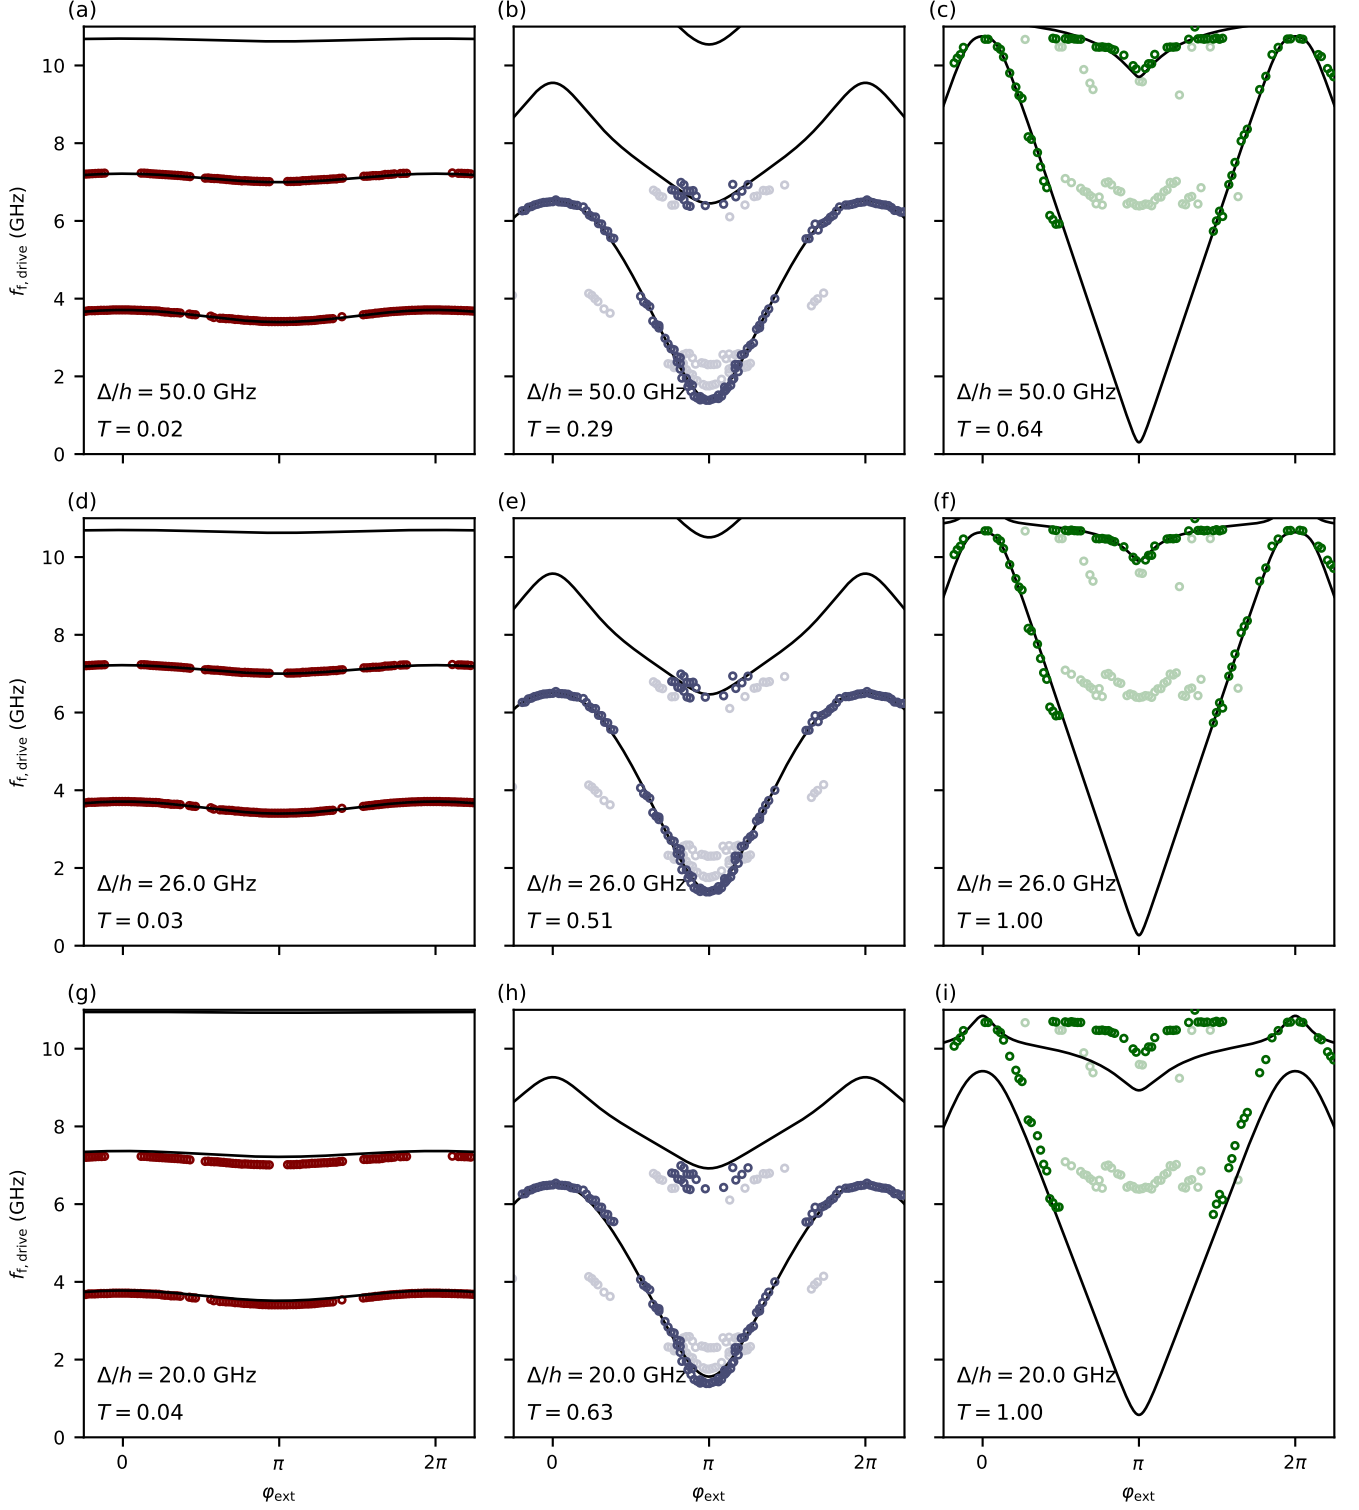 (a) (b) (c)
10
8
6
4
2
0
f_f,drive (GHz)
Δ/h = 50.0 GHz
T = 0.02
Δ/h = 50.0 GHz
T = 0.29
Δ/h = 50.0 GHz
T = 0.64
(d) (e) (f)
10
8
6
4
2
0
f_f,drive (GHz)
Δ/h = 26.0 GHz
T = 0.03
Δ/h = 26.0 GHz
T = 0.51
Δ/h = 26.0 GHz
T = 1.00
(g) (h) (i)
10
8
6
4
2
0
f_f,drive (GHz)
Δ/h = 20.0 GHz
T = 0.04
Δ/h = 20.0 GHz
T = 0.63
Δ/h = 20.0 GHz
T = 1.00
0 π 2π 0 π 2π 0 π 2π
φ_ext φ_ext φ_ext